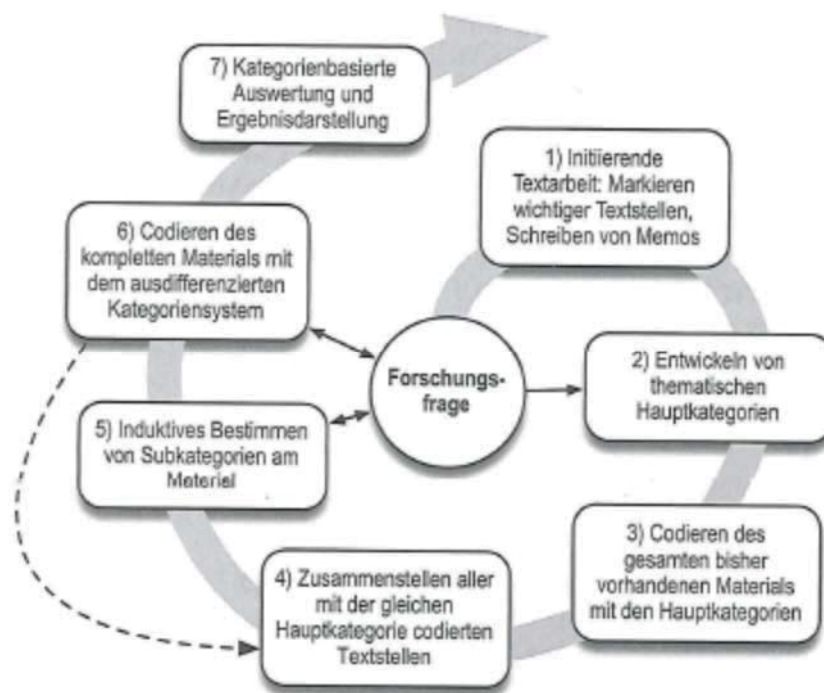 7) Kategorienbasierte
Auswertung und
Ergebnisdarstellung
1) Initiierende
Textarbeit: Markieren
wichtiger Textstellen,
Schreiben von Memos
6) Codieren des
kompletten Materials mit
dem ausdifferenzierten
Kategoriensystem
Forschungs-
frage
2) Entwickeln von
thematischen
Hauptkategorien
5) Induktives Bestimmen
von Subkategorien am
Material
3) Codieren des
gesamten bisher
vorhandenen Materials
mit den Hauptkategorien
4) Zusammenstellen aller
mit der gleichen
Hauptkategorie codierten
Textstellen